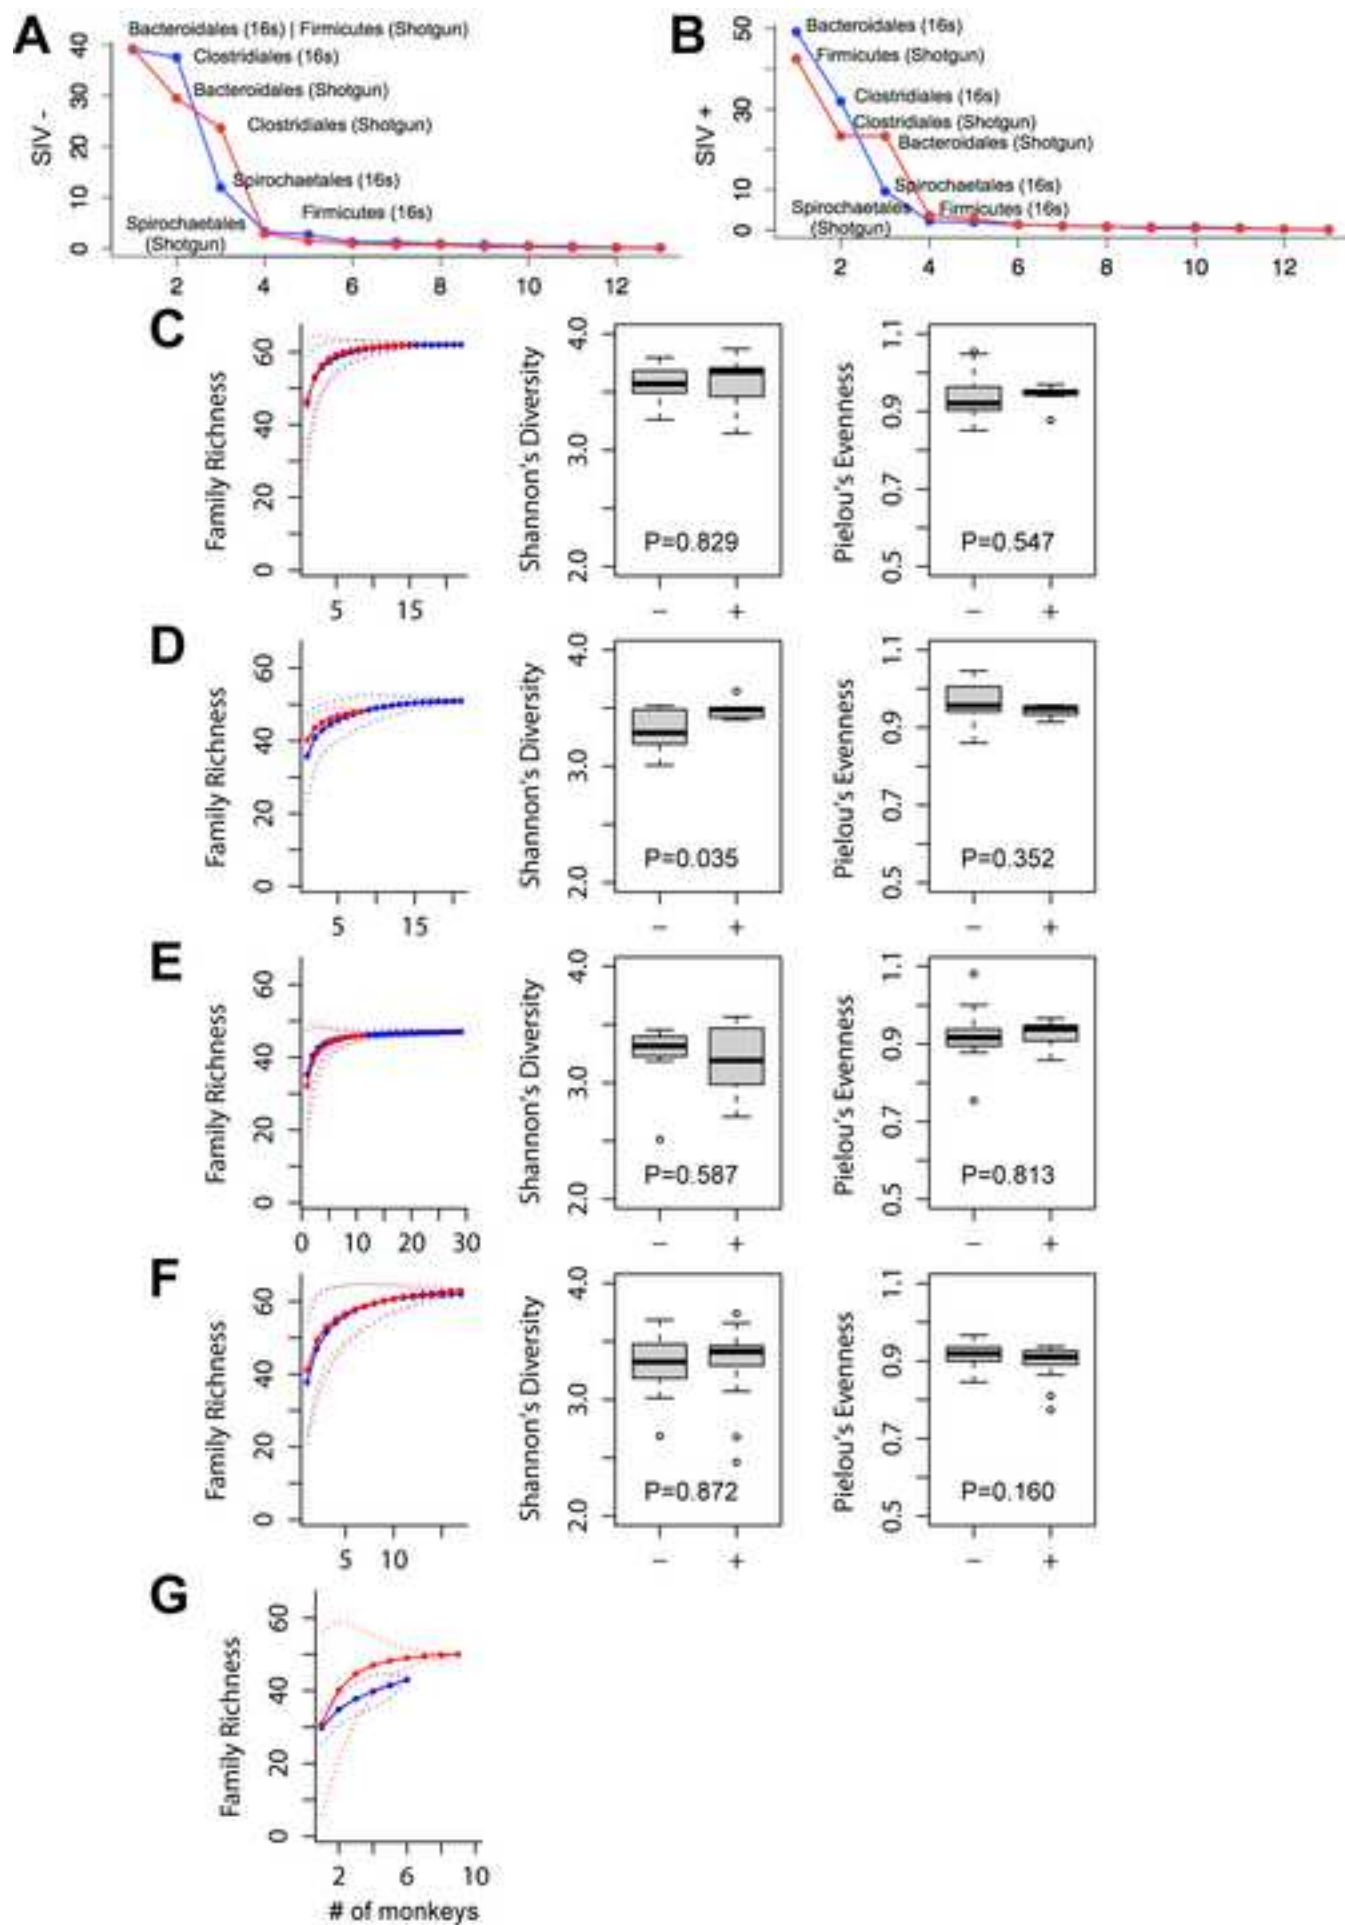 A
Bacteroidales (16s) | Firmicutes (Shotgun)
Clostridiales (16s)
Bacteroidales (Shotgun)
Clostridiales (Shotgun)
Spirochaetales (16s)
Firmicutes (16s)
Spirochaetales
(Shotgun)
SIV -
40
30
20
10
0
2 4 6 8 10 12
B
Bacteroidales (16s)
Firmicutes (Shotgun)
Clostridiales (16s)
Clostridiales (Shotgun)
Bacteroidales (Shotgun)
Spirochaetales (16s)
Spirochaetales
Firmicutes (16s)
(Shotgun)
SIV +
50
30
10
0
2 4 6 8 10 12
C
Family Richness
60
40
20
0
5 15
Shannon's Diversity
4.0
3.0
2.0
P=0.829
− +
Pielou's Evenness
1.1
0.9
0.7
0.5
P=0.547
− +
D
Family Richness
60
40
20
0
5 15
Shannon's Diversity
4.0
3.0
2.0
P=0.035
− +
Pielou's Evenness
1.1
0.9
0.7
0.5
P=0.352
− +
E
Family Richness
60
40
20
0
0 10 20 30
Shannon's Diversity
4.0
3.0
2.0
P=0.587
− +
Pielou's Evenness
1.1
0.9
0.7
0.5
P=0.813
− +
F
Family Richness
60
40
20
0
5 10
Shannon's Diversity
4.0
3.0
2.0
P=0.872
− +
Pielou's Evenness
1.1
0.9
0.7
0.5
P=0.160
− +
G
Family Richness
60
40
20
0
2 6 10
# of monkeys